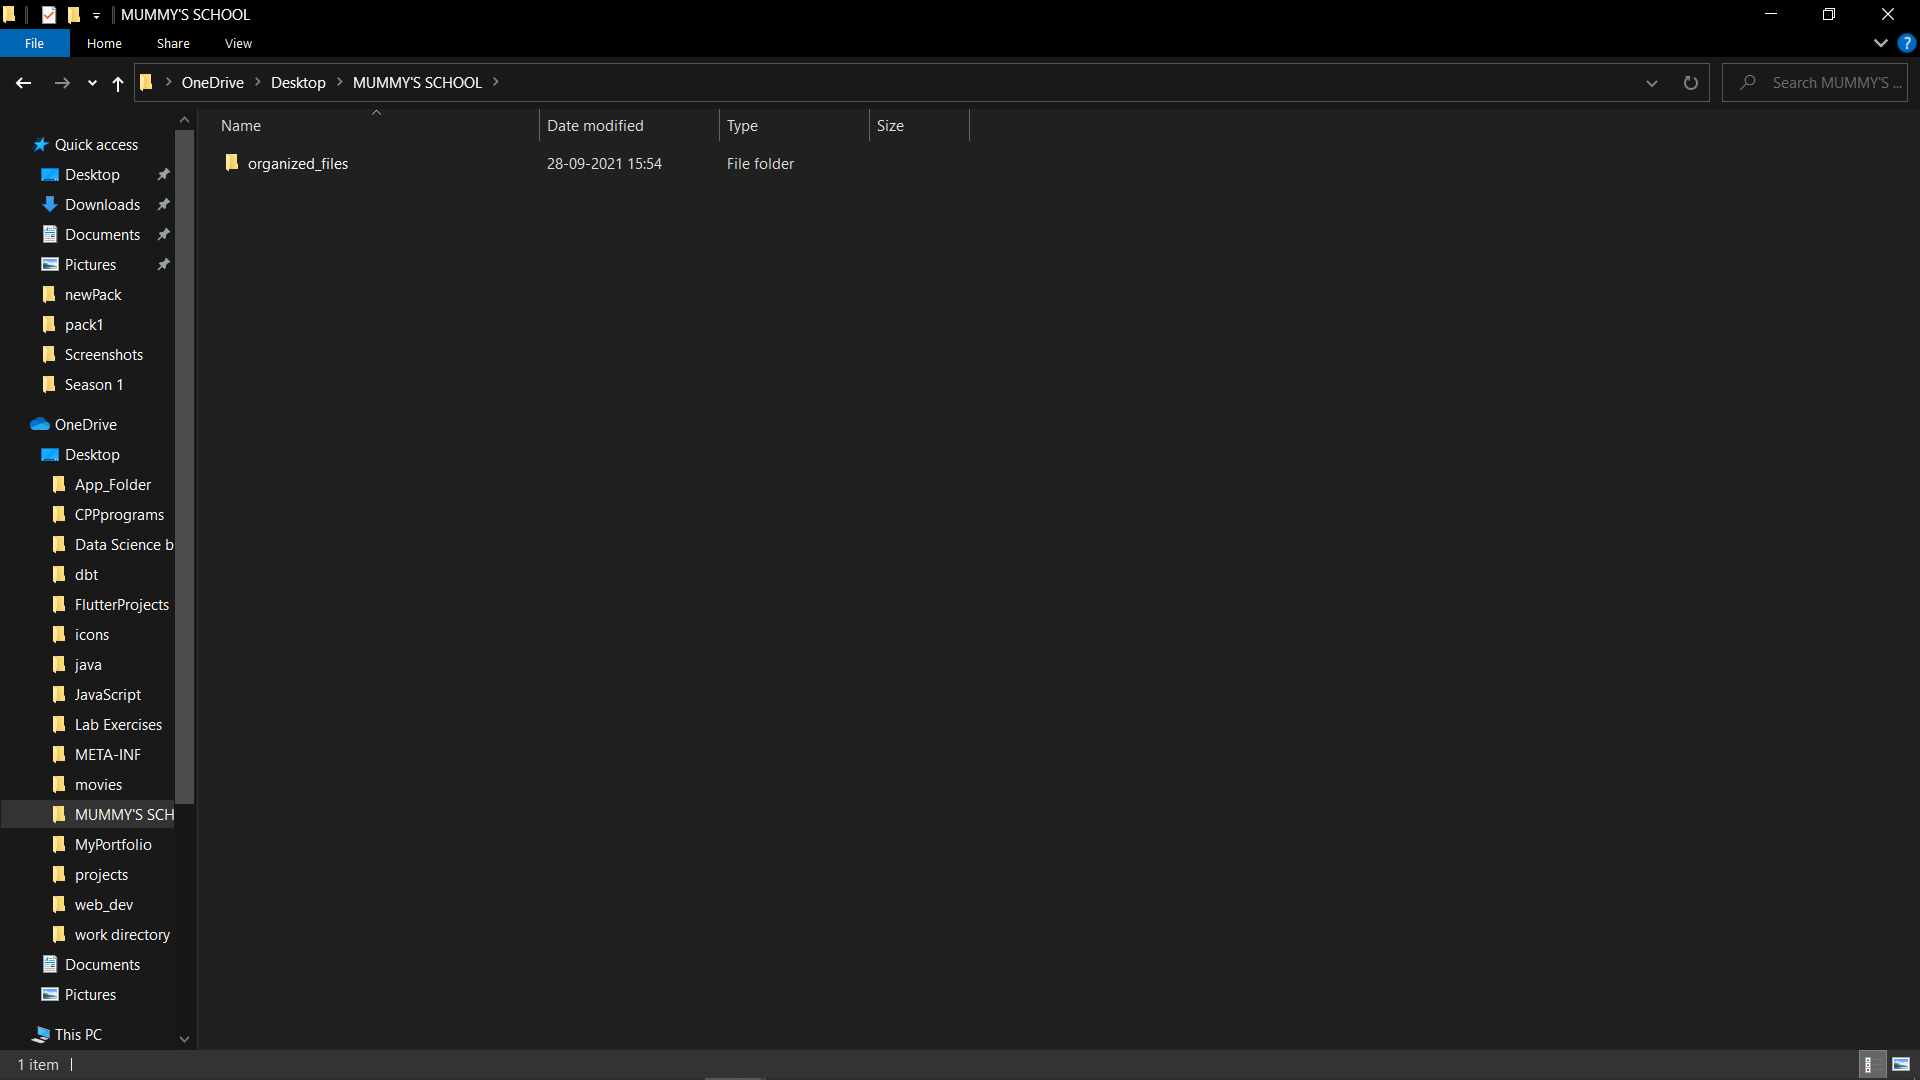 MUMMY'S SCHOOL
File Home Share View
OneDrive Desktop MUMMY'S SCHOOL
Search MUMMY'S ...
Name Date modified Type Size
organized_files 28-09-2021 15:54 File folder
Quick access
Desktop
Downloads
Documents
Pictures
newPack
pack1
Screenshots
Season 1
OneDrive
Desktop
App_Folder
CPPprograms
Data Science b
dbt
FlutterProjects
icons
java
JavaScript
Lab Exercises
META-INF
movies
MUMMY'S SCH
MyPortfolio
projects
web_dev
work directory
Documents
Pictures
This PC
1 item